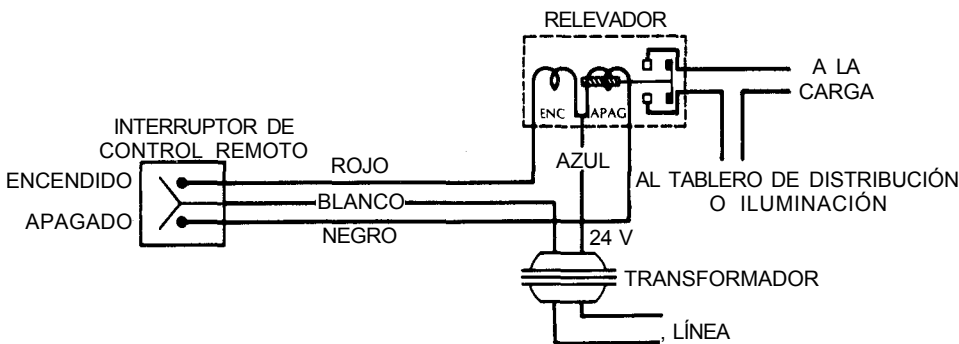 RELEVADOR
A LA
CARGA
ENC
APAG
INTERRUPTOR DE
CONTROL REMOTO
ROJO
AZUL
ENCENDIDO
AL TABLERO DE DISTRIBUCIÓN
O ILUMINACIÓN
BLANCO
APAGADO
NEGRO
24 V
TRANSFORMADOR
, LÍNEA